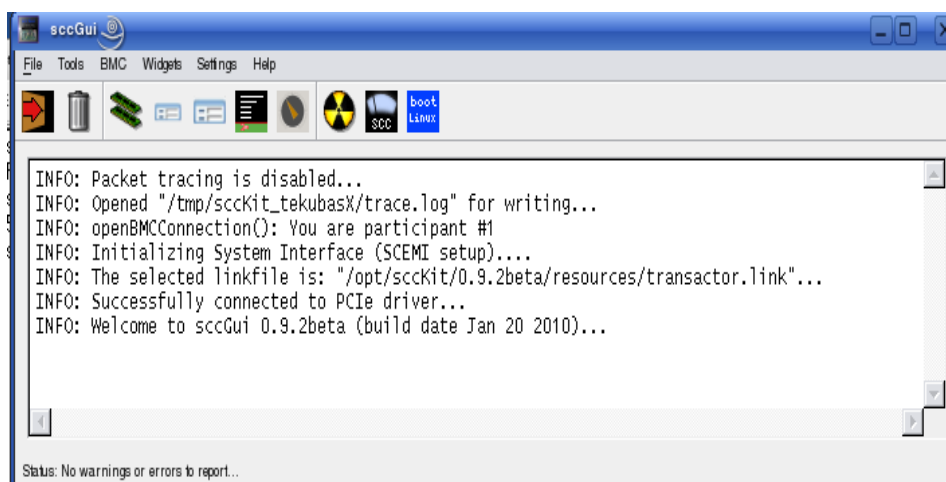 sccGui
File Tools BMC Widgets Settings Help
scc
boot
Linux
INFO: Packet tracing is disabled...
INFO: Opened "/tmp/sccKit_tekubasX/trace.log" for writing...
INFO: openBMCConnection(): You are participant #1
INFO: Initializing System Interface (SCEMI setup)....
INFO: The selected linkfile is: "/opt/sccKit/0.9.2beta/resources/transactor.link"...
INFO: Successfully connected to PCIe driver...
INFO: Welcome to sccGui 0.9.2beta (build date Jan 20 2010)...
Status: No warnings or errors to report...